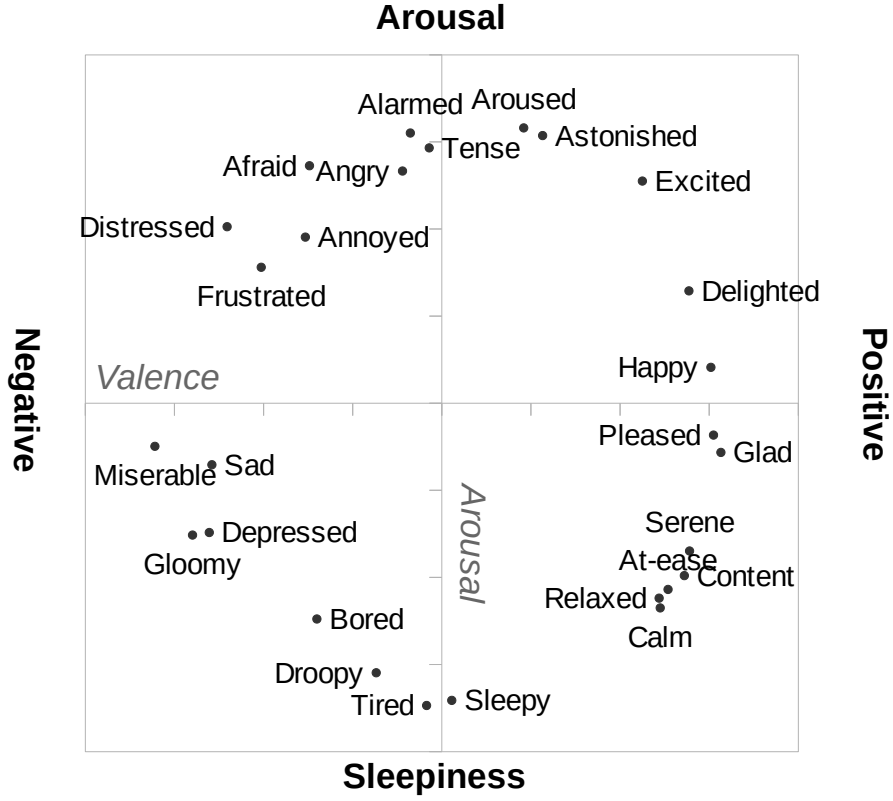 Arousal
Alarmed
Aroused
Tense
Astonished
Afraid
Angry
Excited
Distressed
Annoyed
Frustrated
Delighted
Negative
Positive
Valence
Happy
Pleased
Glad
Miserable
Sad
Arousal
Serene
Depressed
At-ease
Gloomy
Content
Relaxed
Bored
Calm
Droopy
Tired
Sleepy
Sleepiness